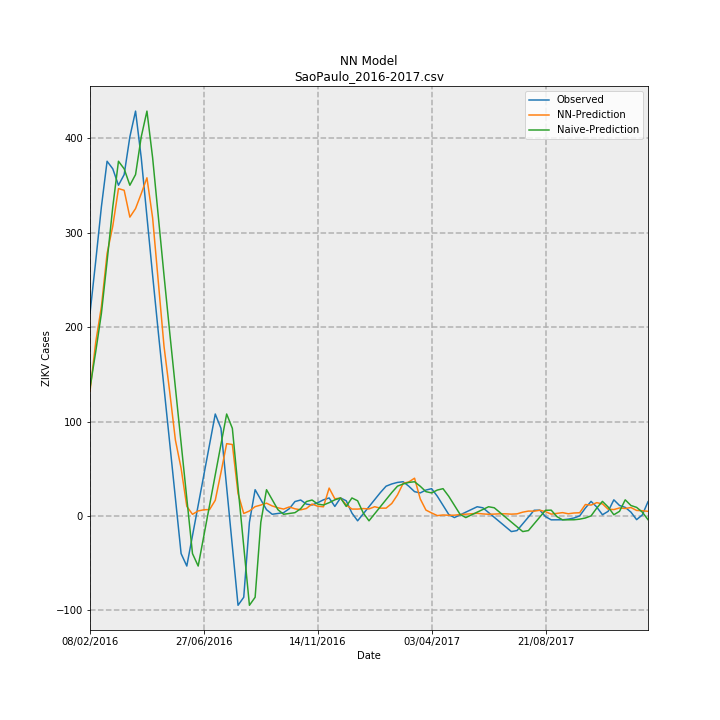 NN Model
SaoPaulo_2016-2017.csv
Observed
NN-Prediction
Naive-Prediction
400
300
200
100
0
−100
ZIKV Cases
08/02/2016 27/06/2016 14/11/2016 03/04/2017 21/08/2017
Date